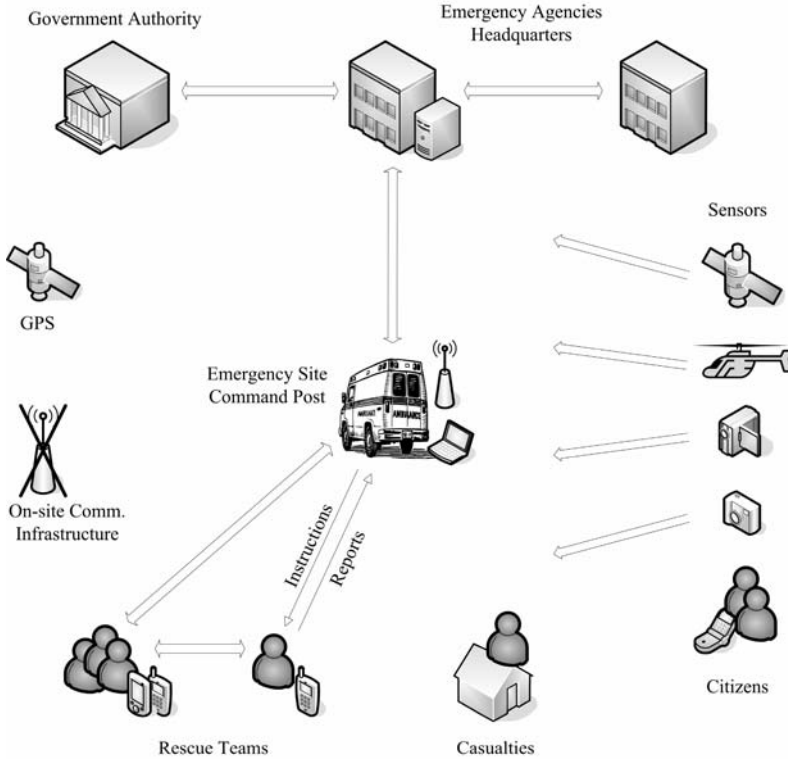 Government Authority
Emergency Agencies
Headquarters
Sensors
GPS
Emergency Site
Command Post
AMBULANCE
On-site Comm.
Infrastructure
Instructions
Reports
Citizens
Rescue Teams
Casualties